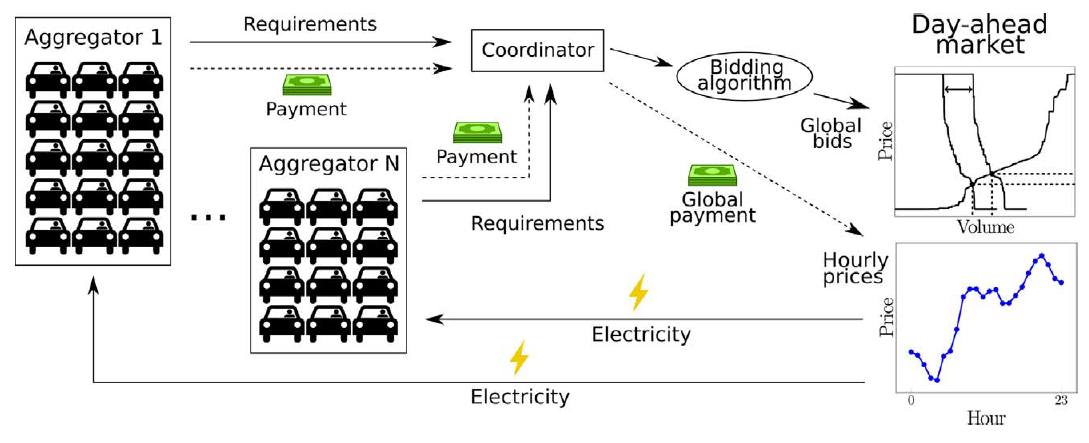 Aggregator 1
Requirements
Payment
Coordinator
Bidding
algorithm
Global
bids
Day-ahead
market
Price
Volume
Aggregator N
...
Payment
Requirements
Global
payment
Hourly
prices
Price
0
23
Hour
Electricity
Electricity